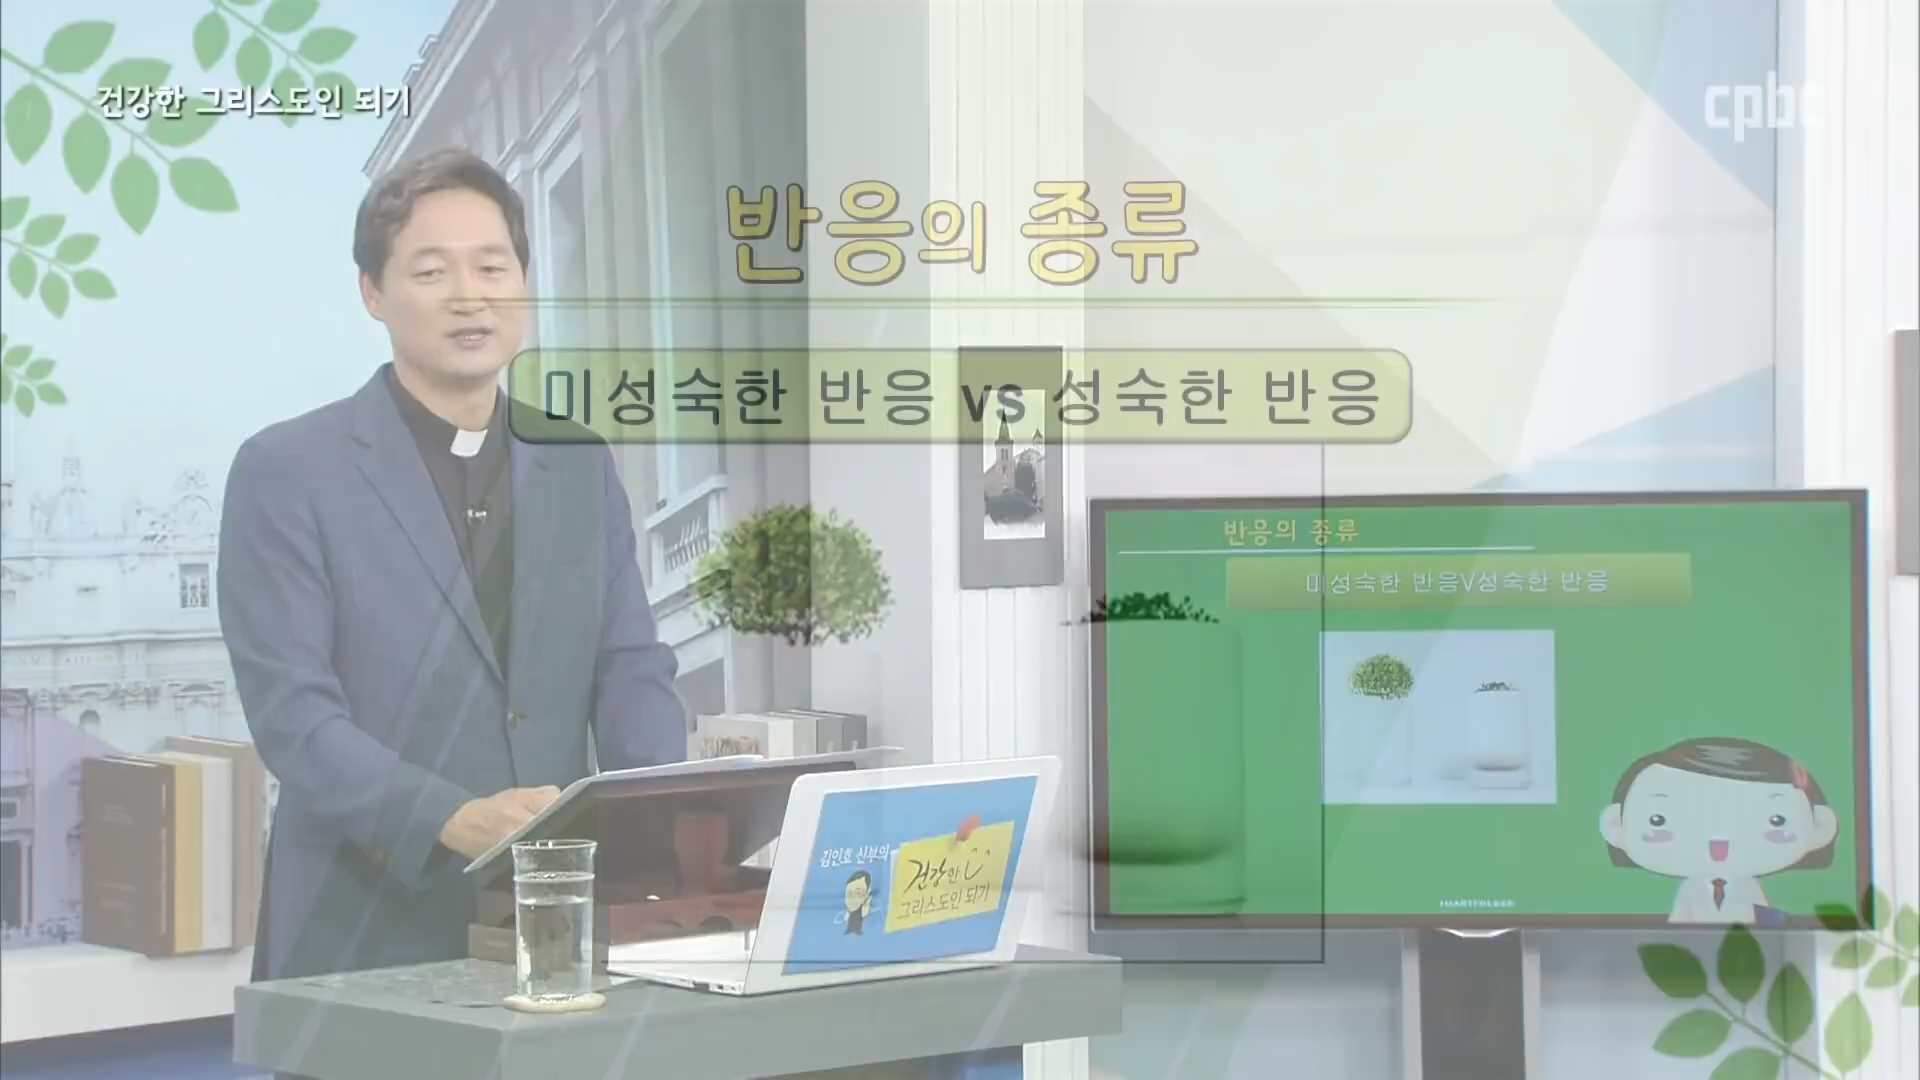 건강한 그리스도인 되기
cpbc
반응의 종류
미성숙한 반응 vs 성숙한 반응
반응의 종류
미성숙한 반응V성숙한 반응
김인호 신부의
건강한
그리스도인 되기